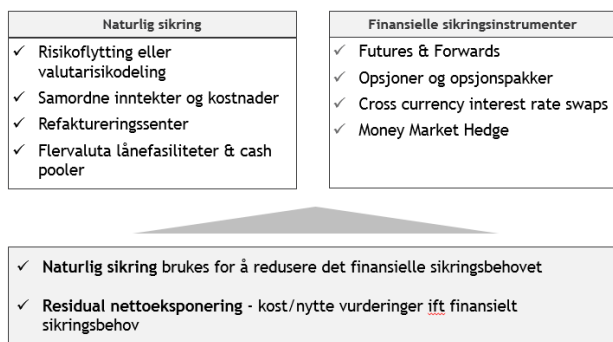 Naturlig sikring
✓ Risikoflytting eller
valutarisikodeling
✓ Samordne inntekter og kostnader
✓ Refaktureringssenter
✓ Flervaluta lånefasiliteter & cash
pooler
Finansielle sikringsinstrumenter
✓ Futures & Forwards
✓ Opsjoner og opsjonspakker
✓ Cross currency interest rate swaps
✓ Money Market Hedge
✓ Naturlig sikring brukes for å redusere det finansielle sikringsbehovet
✓ Residual nettoeksponering - kost/nytte vurderinger ift finansielt
sikringsbehov